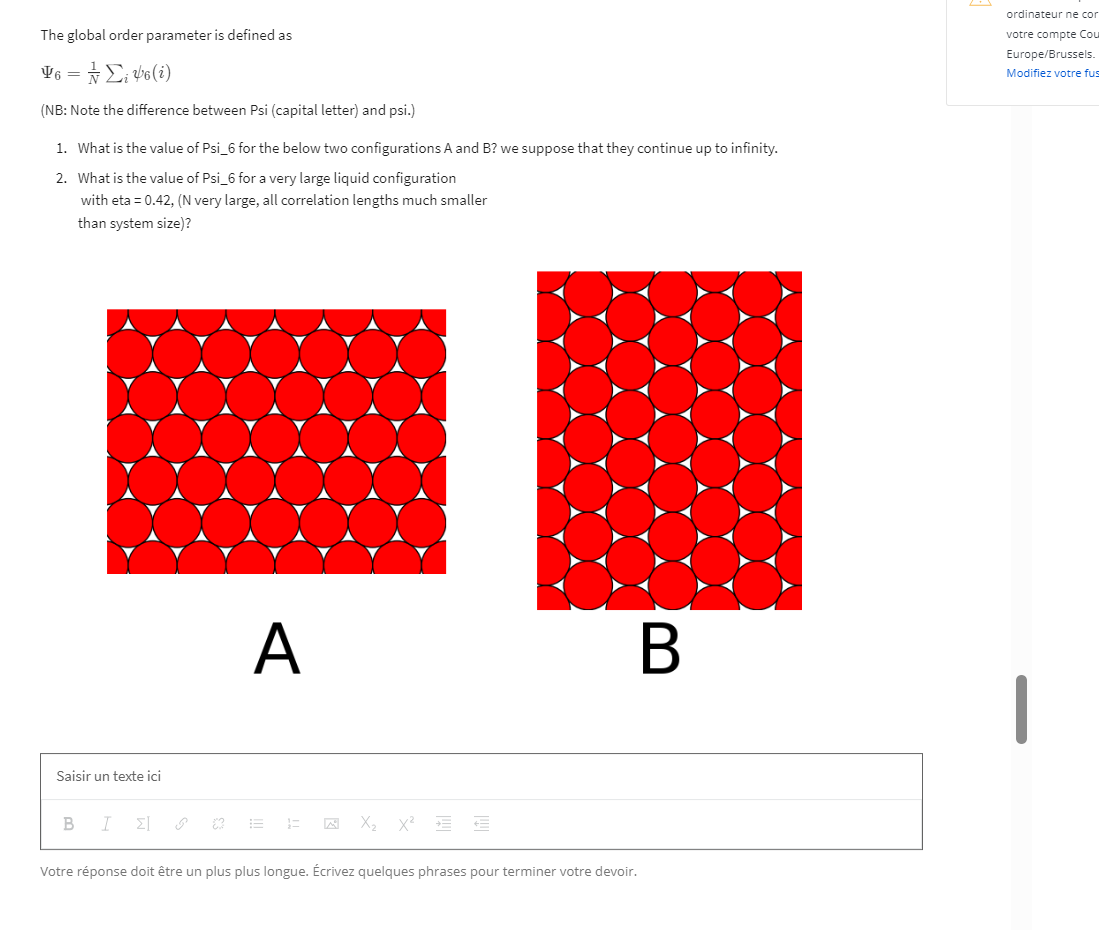 ordinateur ne cor
votre compte Cou
Europe/Brussels.
Modifiez votre fus
The global order parameter is defined as
Ψ6 = 1/N ∑i ψ6(i)
(NB: Note the difference between Psi (capital letter) and psi.)
1. What is the value of Psi_6 for the below two configurations A and B? we suppose that they continue up to infinity.
2. What is the value of Psi_6 for a very large liquid configuration
with eta = 0.42, (N very large, all correlation lengths much smaller
than system size)?
A
B
Saisir un texte ici
B I Σ] X2 X²
Votre réponse doit être un plus plus longue. Écrivez quelques phrases pour terminer votre devoir.